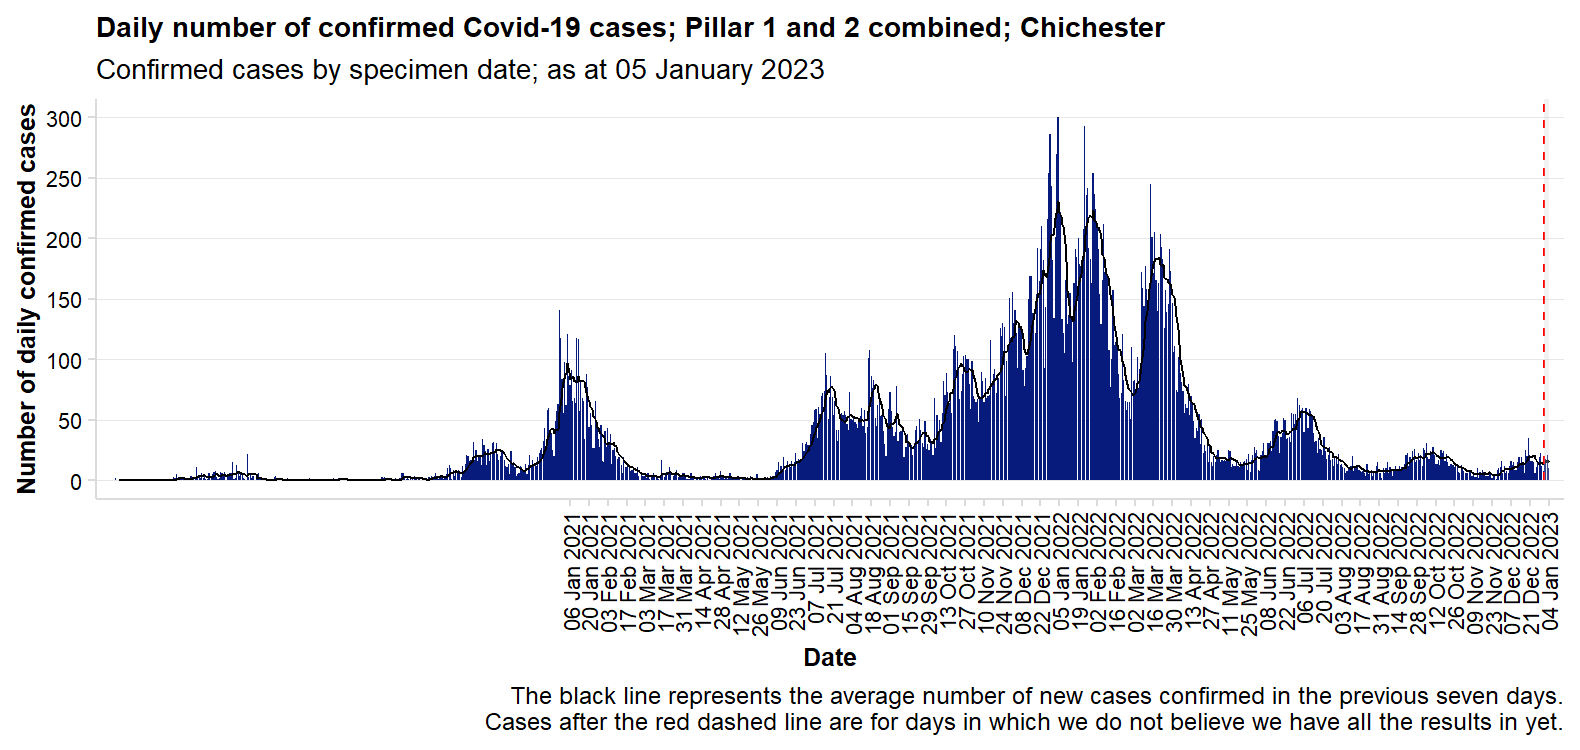 Daily number of confirmed Covid-19 cases; Pillar 1 and 2 combined; Chichester
Confirmed cases by specimen date; as at 05 January 2023
Number of daily confirmed cases
300
250
200
150
100
50
0
06 Jan 2021
20 Jan 2021
03 Feb 2021
17 Feb 2021
03 Mar 2021
17 Mar 2021
31 Mar 2021
14 Apr 2021
28 Apr 2021
12 May 2021
26 May 2021
09 Jun 2021
23 Jun 2021
07 Jul 2021
21 Jul 2021
04 Aug 2021
18 Aug 2021
01 Sep 2021
15 Sep 2021
29 Sep 2021
13 Oct 2021
27 Oct 2021
10 Nov 2021
24 Nov 2021
08 Dec 2021
22 Dec 2021
05 Jan 2022
19 Jan 2022
02 Feb 2022
16 Feb 2022
02 Mar 2022
16 Mar 2022
30 Mar 2022
13 Apr 2022
27 Apr 2022
11 May 2022
25 May 2022
08 Jun 2022
22 Jun 2022
06 Jul 2022
20 Jul 2022
03 Aug 2022
17 Aug 2022
31 Aug 2022
14 Sep 2022
28 Sep 2022
12 Oct 2022
26 Oct 2022
09 Nov 2022
23 Nov 2022
07 Dec 2022
21 Dec 2022
04 Jan 2023
Date
The black line represents the average number of new cases confirmed in the previous seven days.
Cases after the red dashed line are for days in which we do not believe we have all the results in yet.